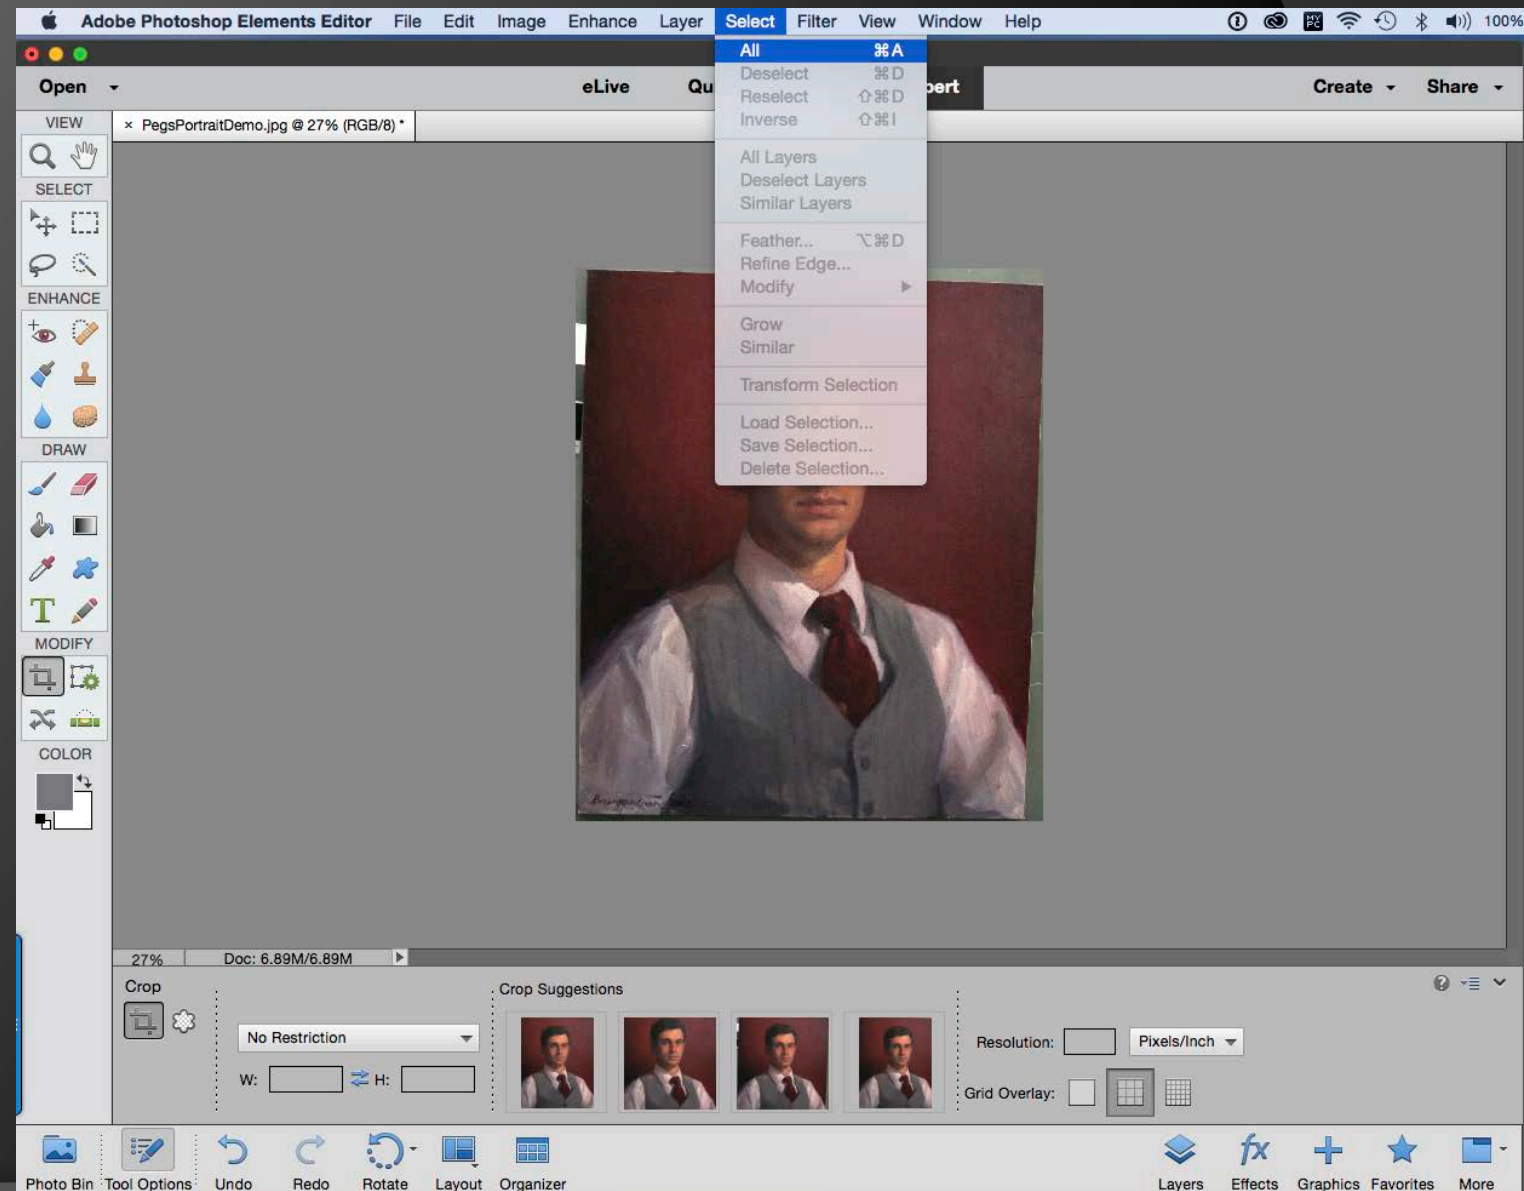 Adobe Photoshop Elements Editor File Edit Image Enhance Layer Select Filter View Window Help 100%
All ⌘A
Deselect ⌘D
Reselect ⇧⌘D
Inverse ⇧⌘I
All Layers
Deselect Layers
Similar Layers
Feather... ⌥⌘D
Refine Edge...
Modify
Grow
Similar
Transform Selection
Load Selection...
Save Selection...
Delete Selection...
Open eLive Qu pert Create Share
× PegsPortraitDemo.jpg @ 27% (RGB/8) *
VIEW
SELECT
ENHANCE
DRAW
T
MODIFY
COLOR
27% Doc: 6.89M/6.89M
Crop
No Restriction
W: H:
Crop Suggestions
Resolution: Pixels/Inch
Grid Overlay:
Photo Bin Tool Options Undo Redo Rotate Layout Organizer Layers fx Effects Graphics Favorites More